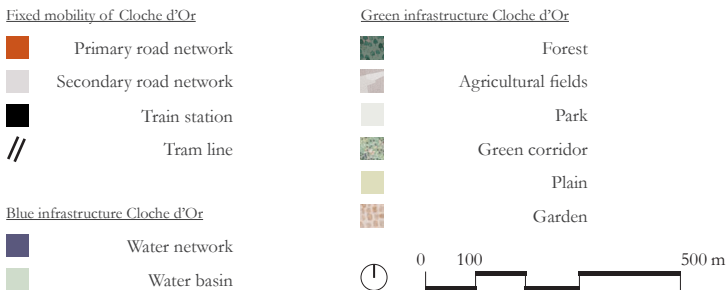 Fixed mobility of Cloche d'Or
Primary road network
Secondary road network
Train station
Tram line
Blue infrastructure Cloche d'Or
Water network
Water basin
Green infrastructure Cloche d'Or
Forest
Agricultural fields
Park
Green corridor
Plain
Garden
0 100 500 m